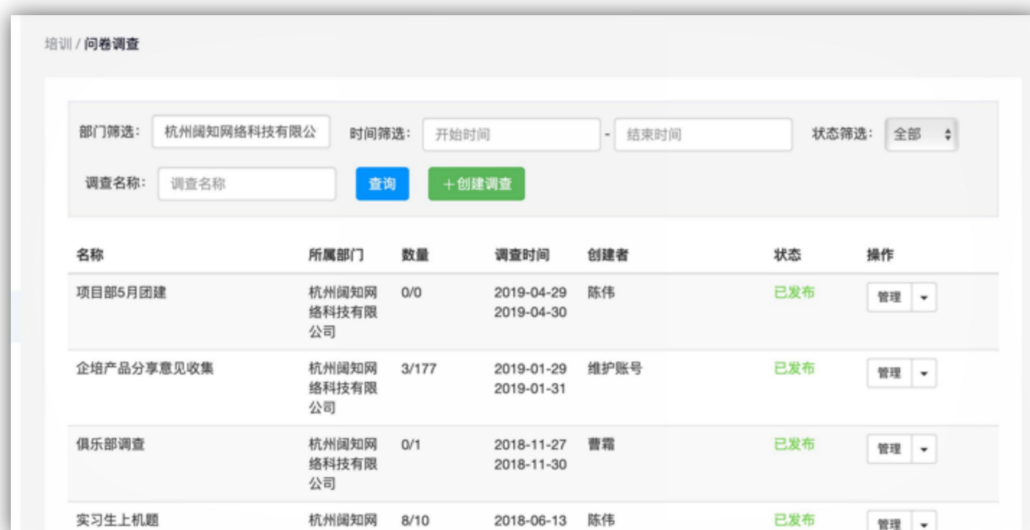 培训 / 问卷调查
部门筛选： 杭州阔知网络科技有限公 时间筛选： 开始时间 - 结束时间 状态筛选： 全部
调查名称： 调查名称 查询 +创建调查
名称 所属部门 数量 调查时间 创建者 状态 操作
项目部5月团建 杭州阔知网 0/0 2019-04-29 陈伟 已发布 管理
络科技有限 2019-04-30
公司
企培产品分享意见收集 杭州阔知网 3/177 2019-01-29 维护账号 已发布 管理
络科技有限 2019-01-31
公司
俱乐部调查 杭州阔知网 0/1 2018-11-27 曹霜 已发布 管理
络科技有限 2018-11-30
公司
实习生上机题 杭州阔知网 8/10 2018-06-13 陈伟 已发布 管理